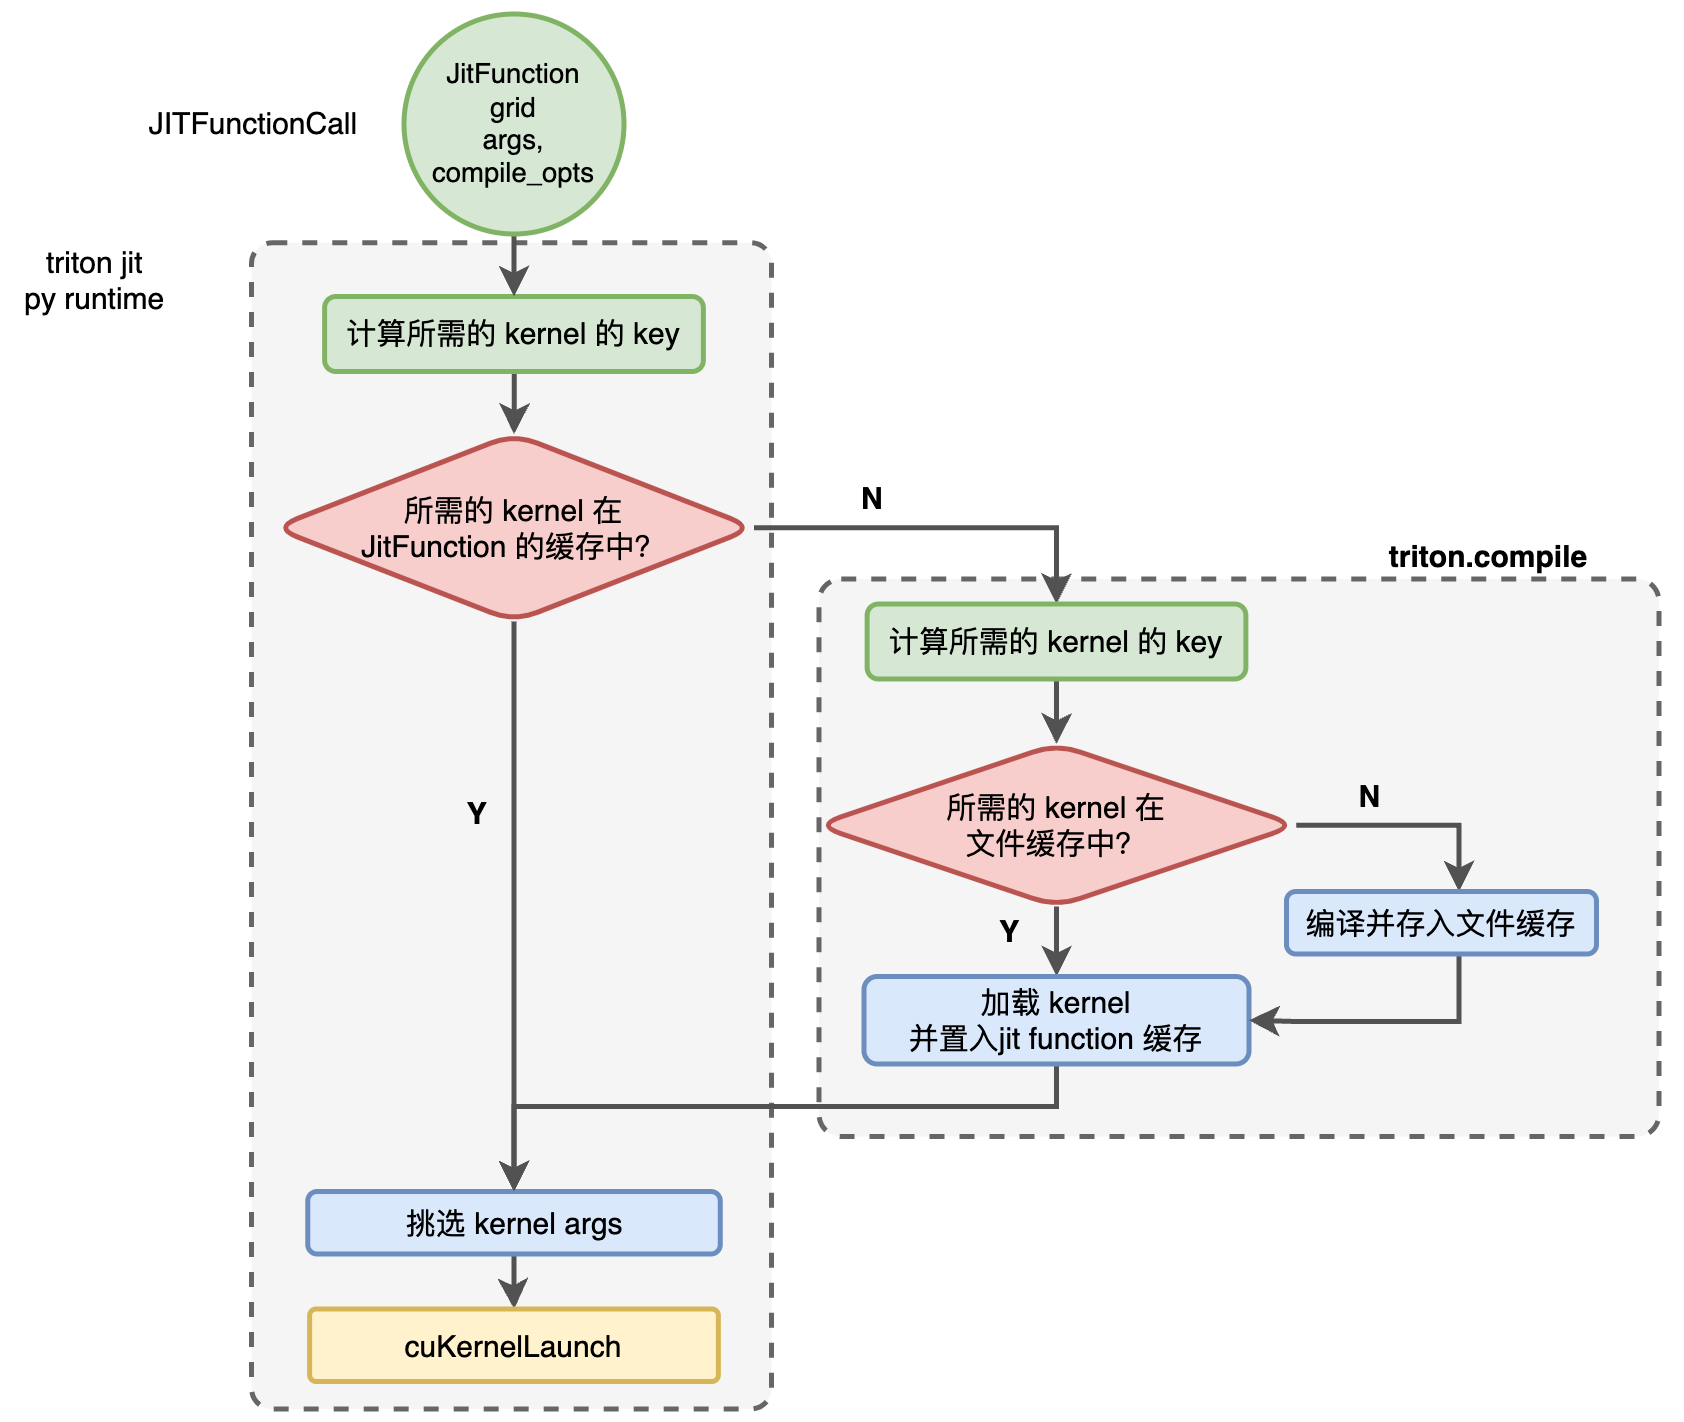 JITFunctionCall
JitFunction
grid
args,
compile_opts
triton jit
py runtime
计算所需的 kernel 的 key
所需的 kernel 在
JitFunction 的缓存中?
N
triton.compile
计算所需的 kernel 的 key
所需的 kernel 在
文件缓存中?
N
Y
编译并存入文件缓存
Y
加载 kernel
并置入jit function 缓存
挑选 kernel args
cuKernelLaunch